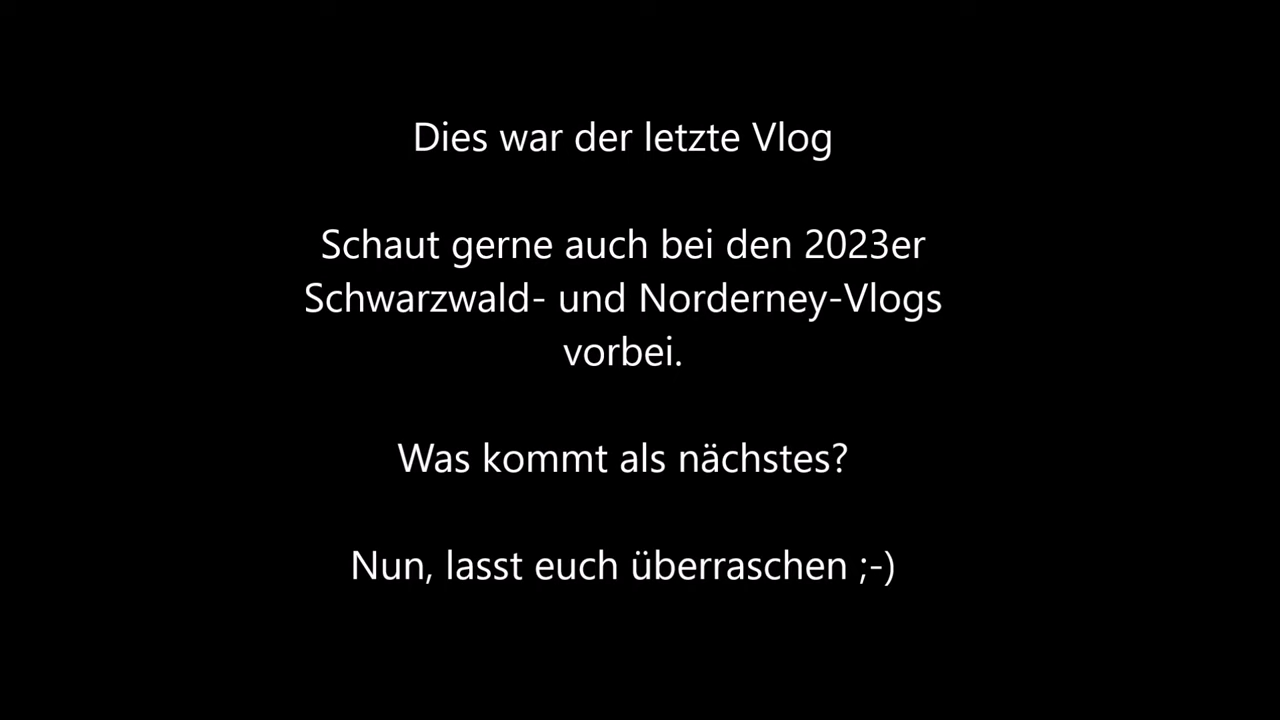 Dies war der letzte Vlog
Schaut gerne auch bei den 2023er
Schwarzwald- und Norderney-Vlogs
vorbei.
Was kommt als nächstes?
Nun, lasst euch überraschen ;-)